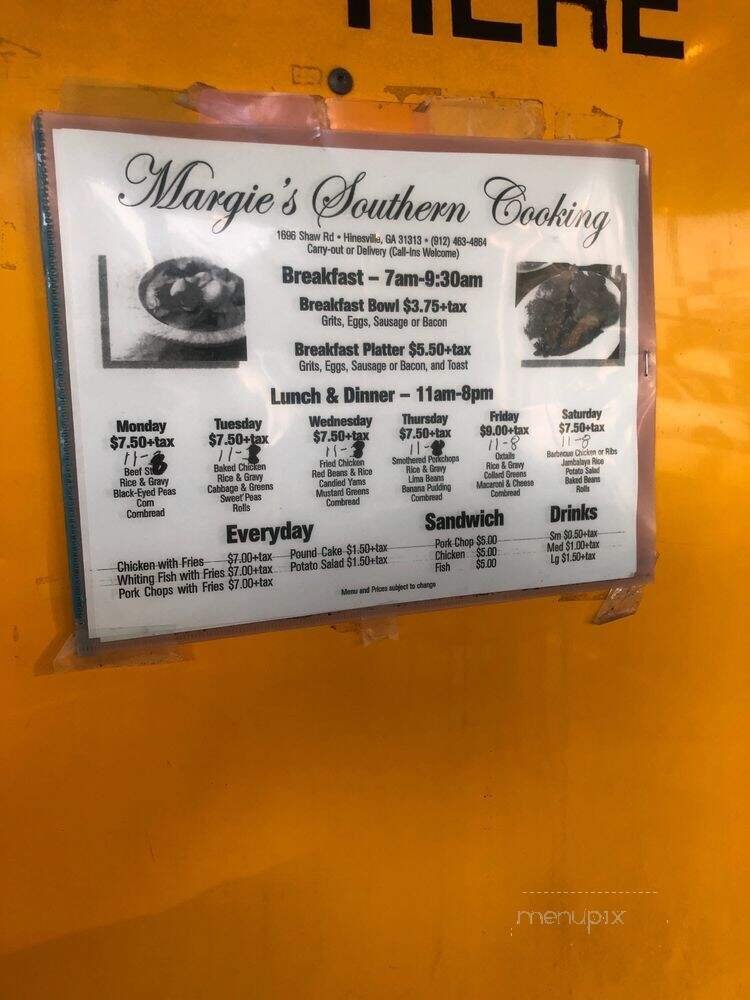 HERE
Margie's Southern Cooking
1696 Shaw Rd • Hinesville, GA 31313 • (912) 463-4864
Carry-out or Delivery (Call-Ins Welcome)
Breakfast – 7am-9:30am
Breakfast Bowl $3.75+tax
Grits, Eggs, Sausage or Bacon
Breakfast Platter $5.50+tax
Grits, Eggs, Sausage or Bacon, and Toast
Lunch & Dinner – 11am-8pm
Monday
$7.50+tax
11-8
Beef
Rice & Gravy
Black-Eyed Peas
Corn
Cornbread
Tuesday
$7.50+tax
11-
Baked Chicken
Rice & Gravy
Cabbage & Greens
Sweet Peas
Rolls
Wednesday
$7.50+tax
11-
Fried Chicken
Red Beans & Rice
Candied Yams
Mustard Greens
Cornbread
Thursday
$7.50+tax
11-
Smothered Porkchops
Rice & Gravy
Lima Beans
Banana Pudding
Cornbread
Friday
$9.00+tax
11-8
Oxtails
Rice & Gravy
Collard Greens
Macaroni & Cheese
Cornbread
Saturday
$7.50+tax
11-8
Barbecue Chicken or Ribs
Jambalaya Rice
Potato Salad
Baked Beans
Rolls
Everyday
Chicken with Fries $7.00+tax
Whiting Fish with Fries $7.00+tax
Pork Chops with Fries $7.00+tax
Pound Cake $1.50+tax
Potato Salad $1.50+tax
Sandwich
Pork Chop $5.00
Chicken $5.00
Fish $5.00
Drinks
Sm $0.50+tax
Med $1.00+tax
Lg $1.50+tax
Menu and Prices subject to change
menupix